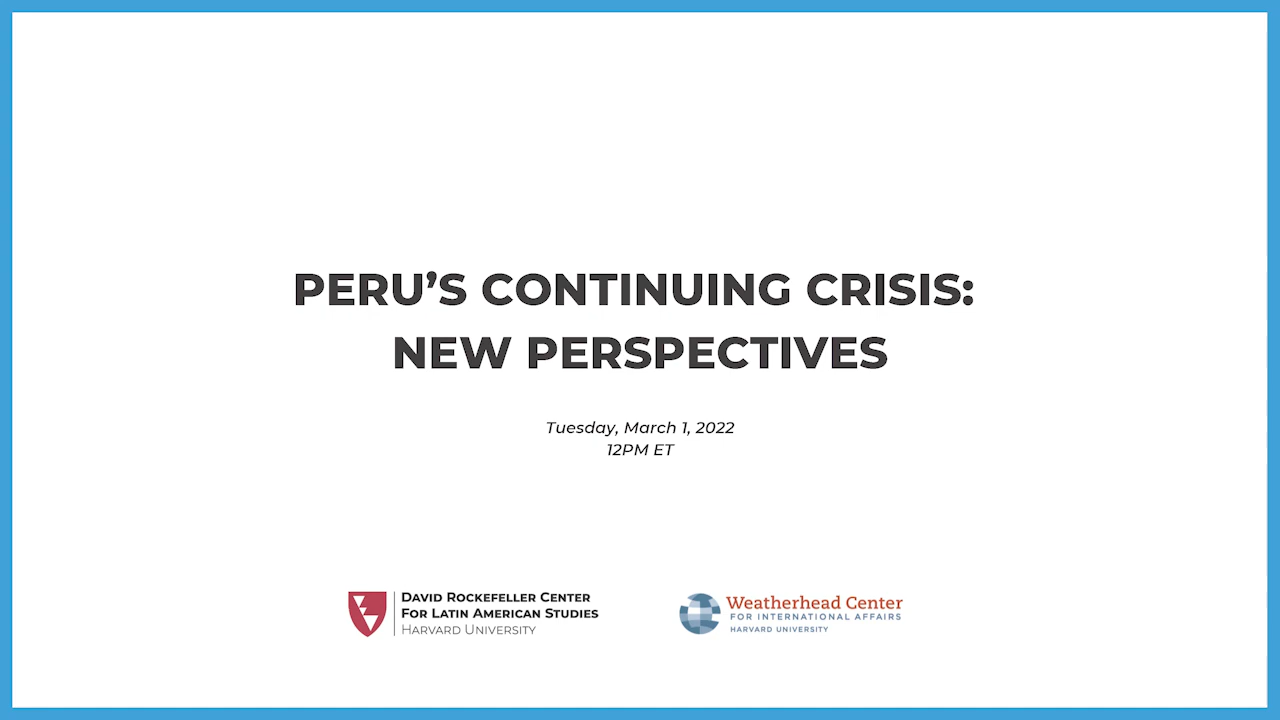 PERU’S CONTINUING CRISIS:
NEW PERSPECTIVES
Tuesday, March 1, 2022
12PM ET
DAVID ROCKEFELLER CENTER
FOR LATIN AMERICAN STUDIES
HARVARD UNIVERSITY
Weatherhead Center
FOR INTERNATIONAL AFFAIRS
HARVARD UNIVERSITY